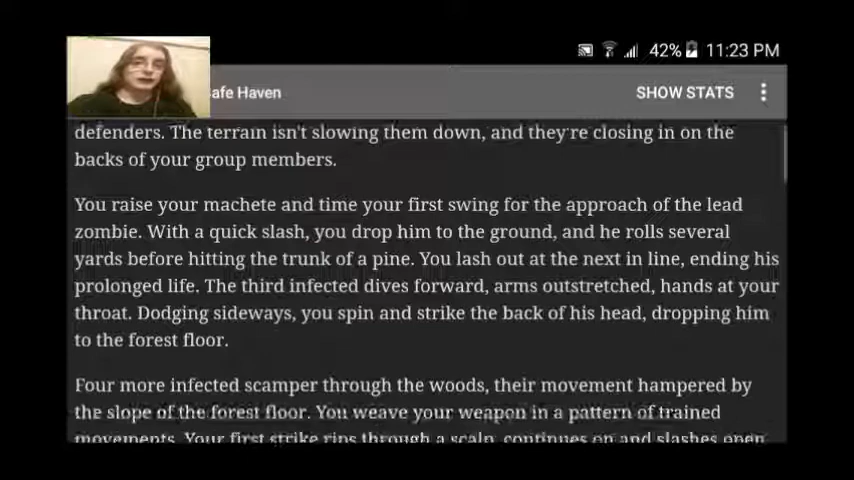 42% 11:23 PM
afe Haven SHOW STATS
defenders. The terrain isn't slowing them down, and they're closing in on the
backs of your group members.
You raise your machete and time your first swing for the approach of the lead
zombie. With a quick slash, you drop him to the ground, and he rolls several
yards before hitting the trunk of a pine. You lash out at the next in line, ending his
prolonged life. The third infected dives forward, arms outstretched, hands at your
throat. Dodging sideways, you spin and strike the back of his head, dropping him
to the forest floor.
Four more infected scamper through the woods, their movement hampered by
the slope of the forest floor. You weave your weapon in a pattern of trained
movements. Your first strike rips through a scalp, continues on and slashes open